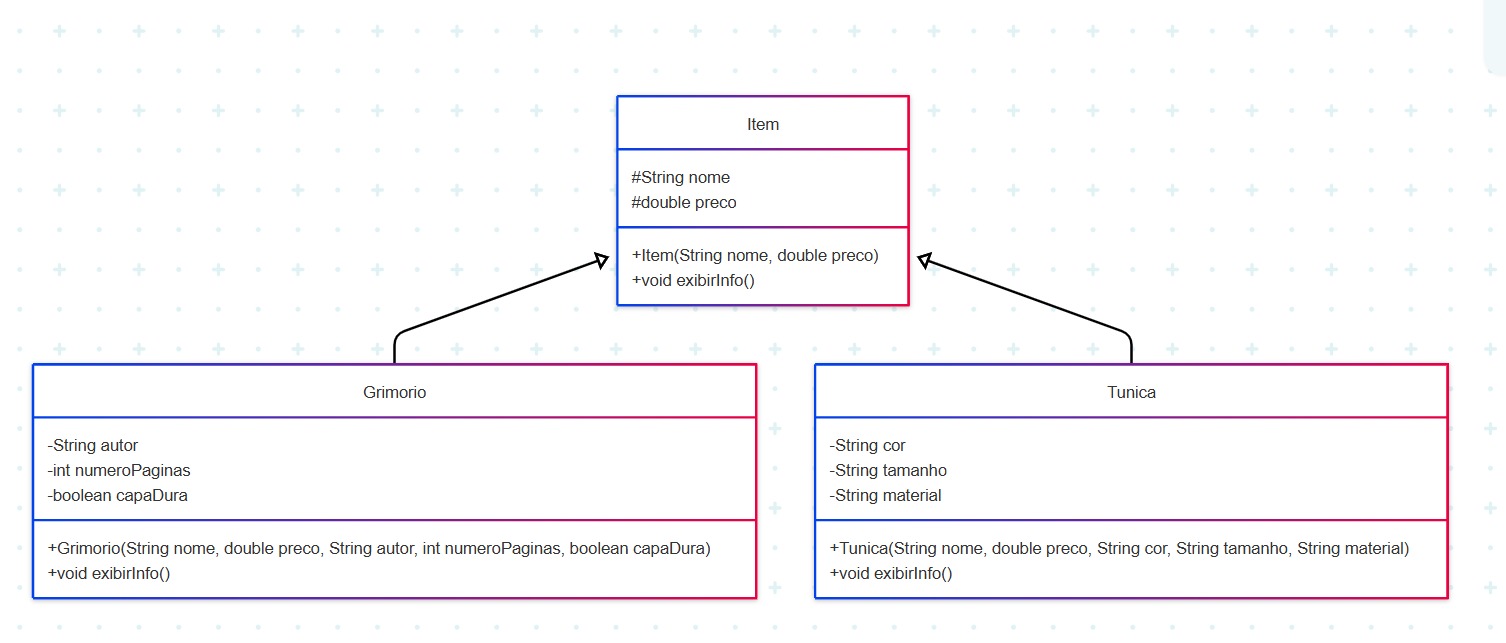 Item
#String nome
#double preco
+Item(String nome, double preco)
+void exibirInfo()
Grimorio
-String autor
-int numeroPaginas
-boolean capaDura
+Grimorio(String nome, double preco, String autor, int numeroPaginas, boolean capaDura)
+void exibirInfo()
Tunica
-String cor
-String tamanho
-String material
+Tunica(String nome, double preco, String cor, String tamanho, String material)
+void exibirInfo()